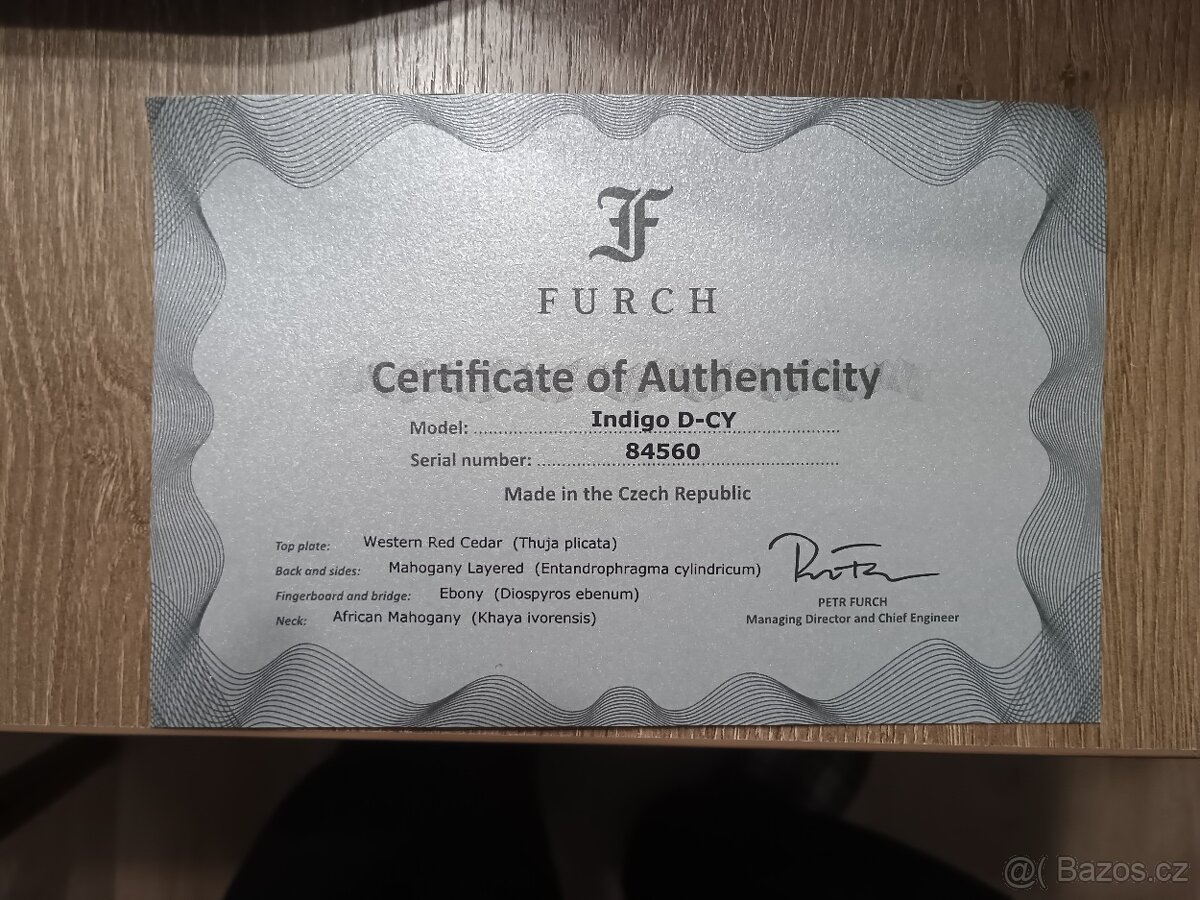 F
FURCH
Certificate of Authenticity
Model: Indigo D-CY
Serial number: 84560
Made in the Czech Republic
Top plate: Western Red Cedar (Thuja plicata)
Back and sides: Mahogany Layered (Entandrophragma cylindricum)
Fingerboard and bridge: Ebony (Diospyros ebenum)
Neck: African Mahogany (Khaya ivorensis)
PETR FURCH
Managing Director and Chief Engineer
@( Bazos.cz